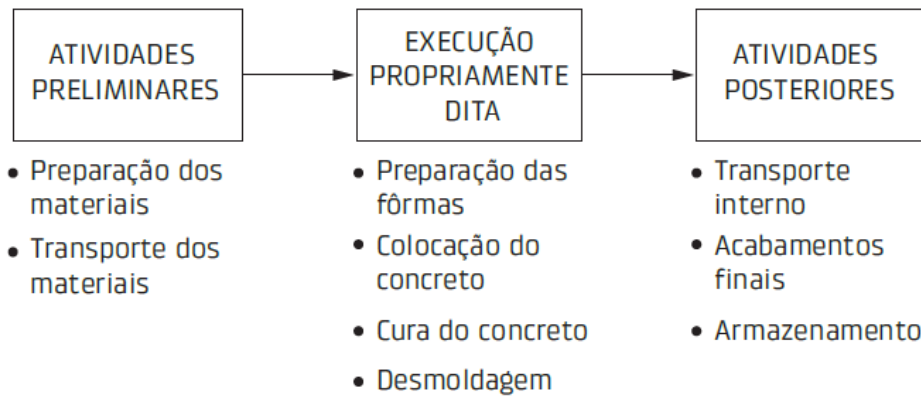 ATIVIDADES
PRELIMINARES
EXECUÇÃO
PROPRIAMENTE
DITA
ATIVIDADES
POSTERIORES
• Preparação dos
materiais
• Transporte dos
materiais
• Preparação das
fôrmas
• Colocação do
concreto
• Cura do concreto
• Desmoldagem
• Transporte
interno
• Acabamentos
finais
• Armazenamento